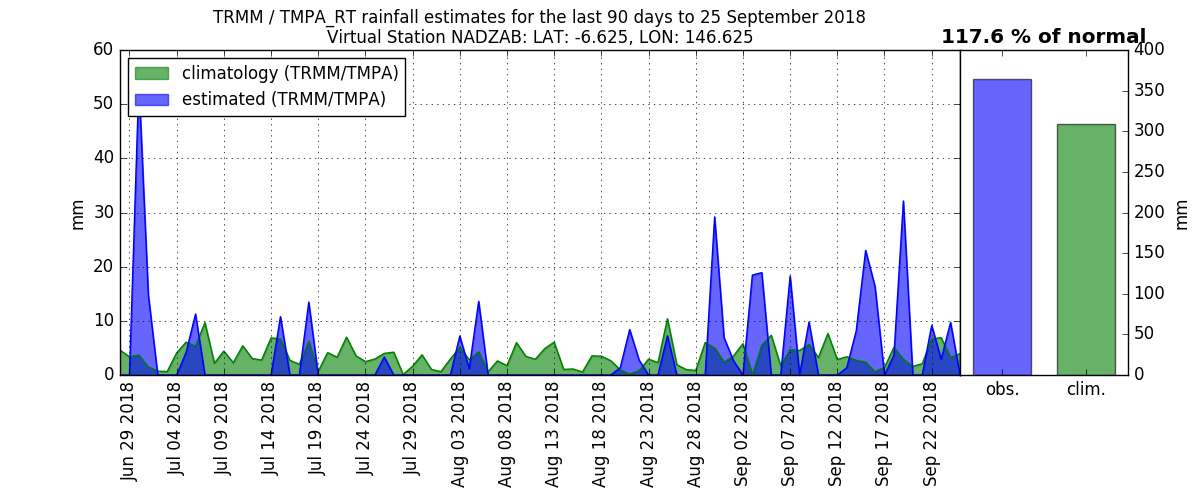 TRMM / TMPA_RT rainfall estimates for the last 90 days to 25 September 2018
Virtual Station NADZAB: LAT: -6.625, LON: 146.625
117.6 % of normal
climatology (TRMM/TMPA)
estimated (TRMM/TMPA)
60
50
40
30
20
10
0
mm
400
350
300
250
200
150
100
50
0
mm
Jun 29 2018
Jul 04 2018
Jul 09 2018
Jul 14 2018
Jul 19 2018
Jul 24 2018
Jul 29 2018
Aug 03 2018
Aug 08 2018
Aug 13 2018
Aug 18 2018
Aug 23 2018
Aug 28 2018
Sep 02 2018
Sep 07 2018
Sep 12 2018
Sep 17 2018
Sep 22 2018
obs.
clim.